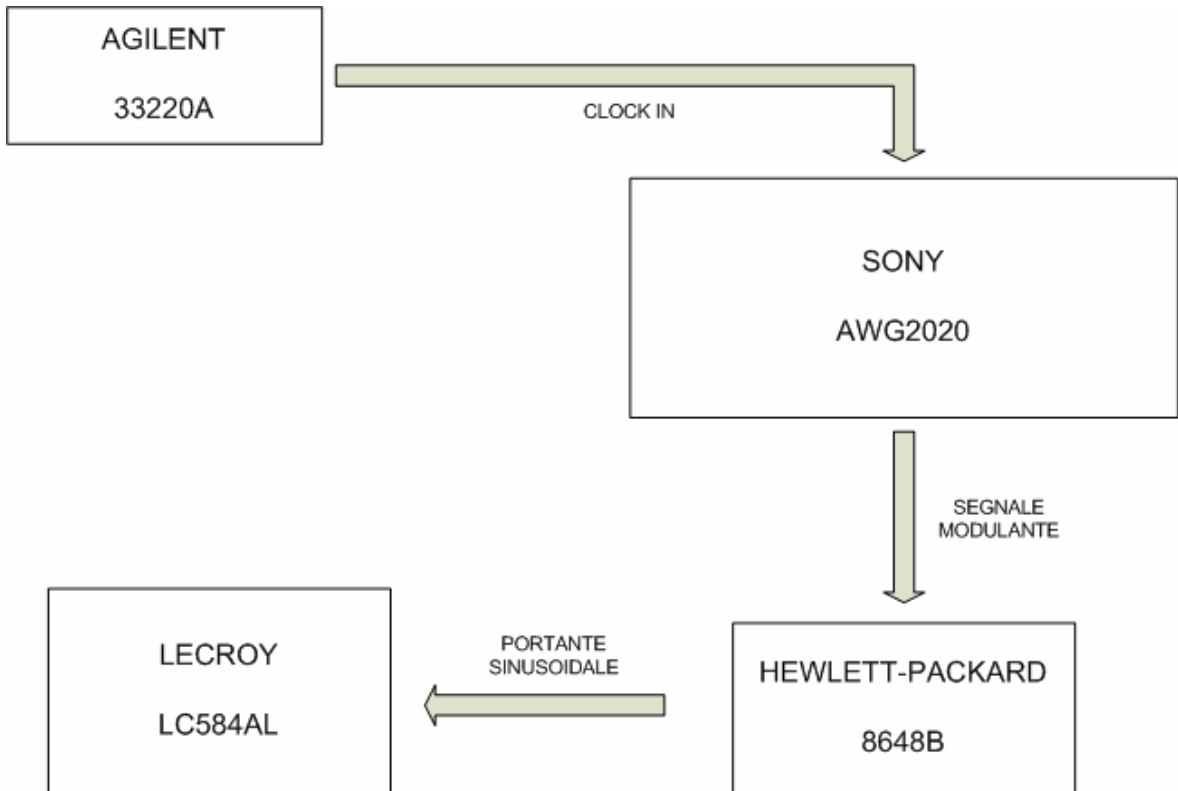 AGILENT
33220A
CLOCK IN
SONY
AWG2020
SEGNALE
MODULANTE
LECROY
LC584AL
PORTANTE
SINUSOIDALE
HEWLETT-PACKARD
8648B